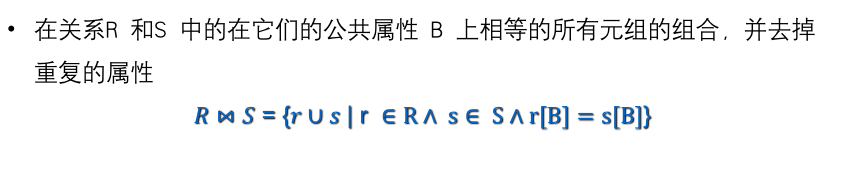 • 在关系R 和S 中的在它们的公共属性 B 上相等的所有元组的组合，并去掉
重复的属性
R ⋈ S = {r ∪ s | r ∈ R ∧ s ∈ S ∧ r[B] = s[B]}